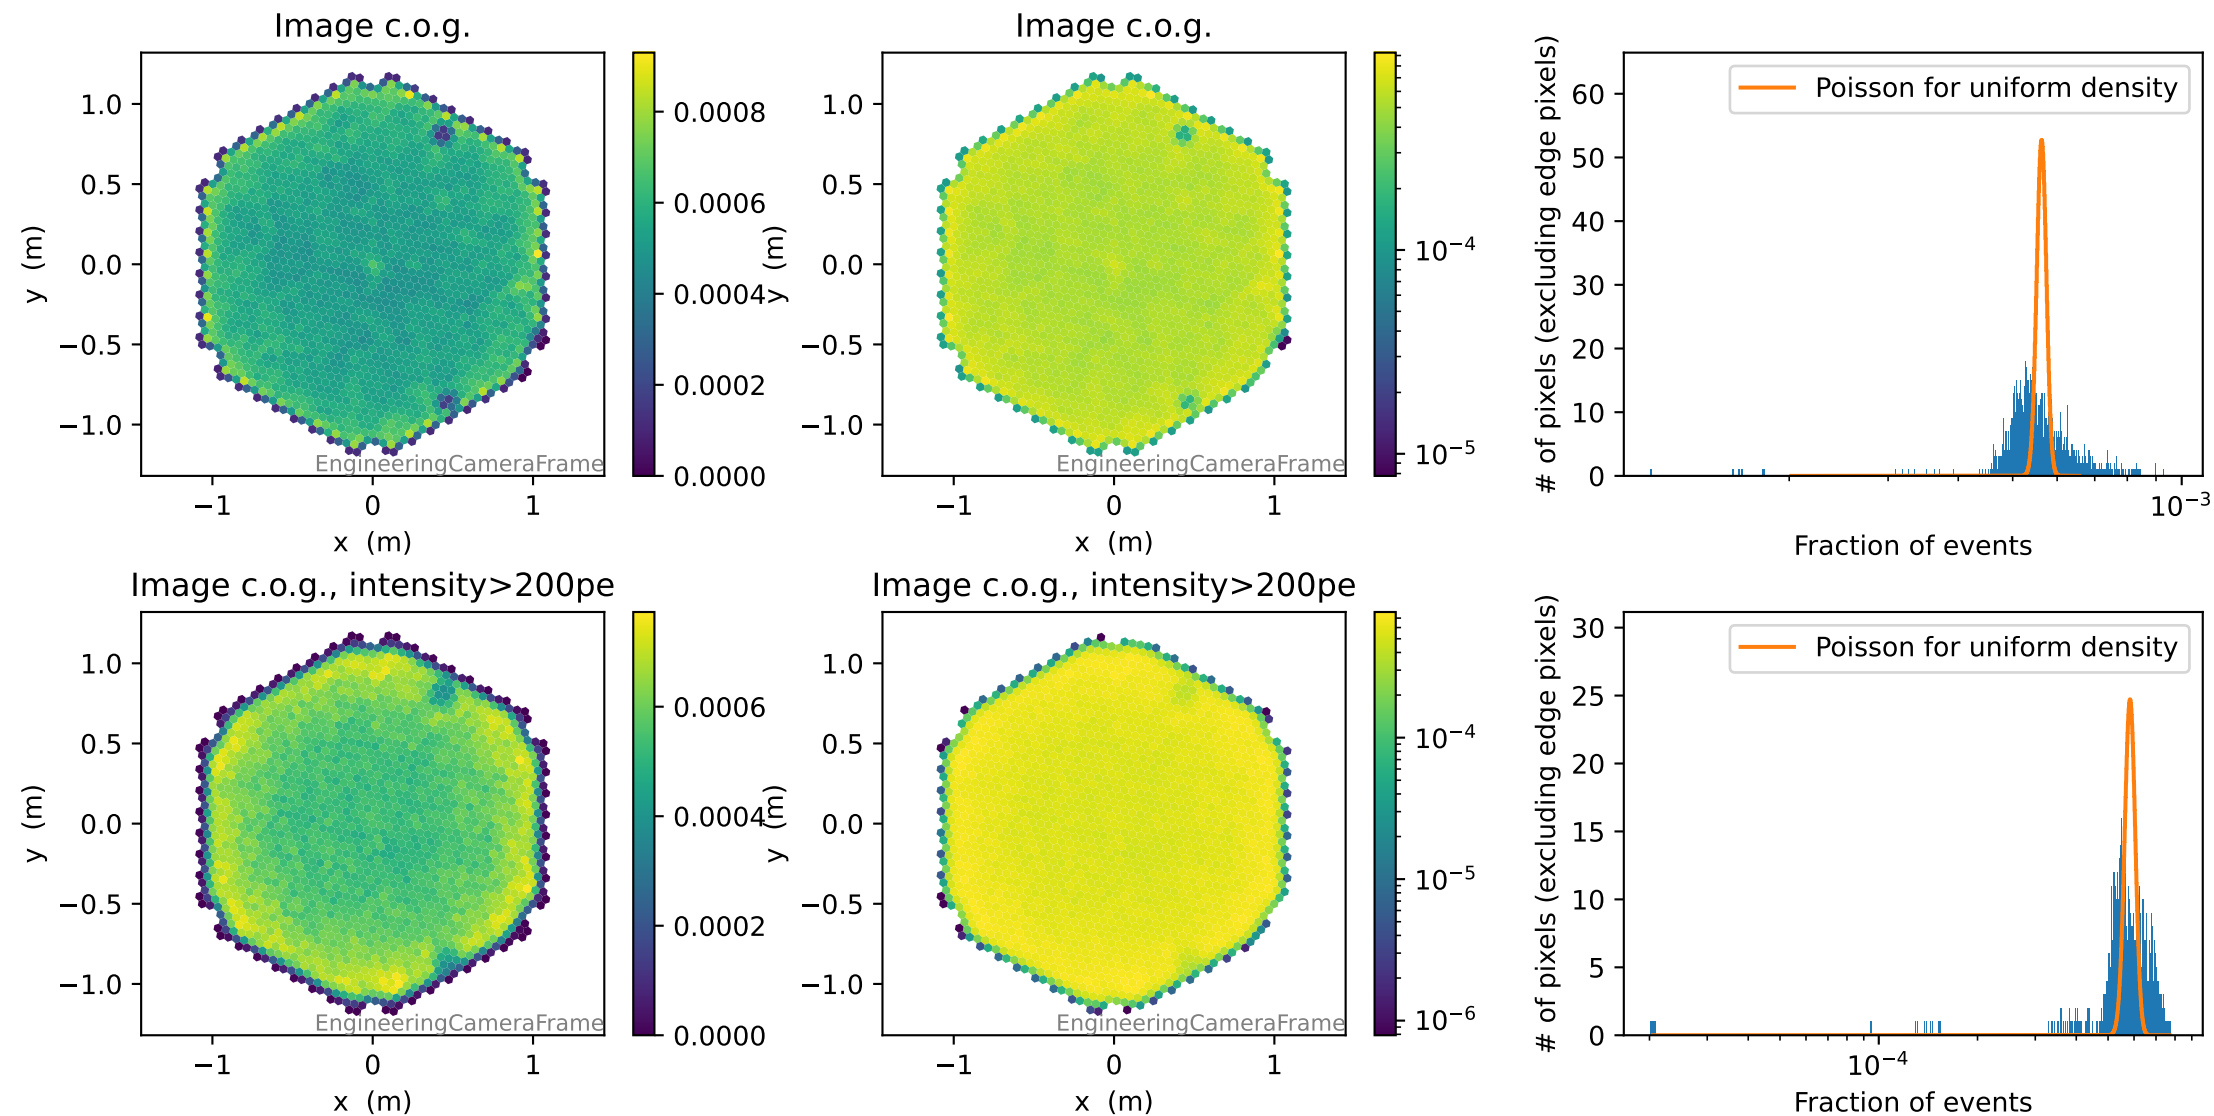 Image c.o.g.
y (m)
1.0
0.5
0.0
−0.5
−1.0
EngineeringCameraFrame
−1 0 1
x (m)
0.0008
0.0006
0.0004
0.0002
0.0000
Image c.o.g.
y (m)
1.0
0.5
0.0
−0.5
−1.0
EngineeringCameraFrame
−1 0 1
x (m)
10⁻⁴
10⁻⁵
# of pixels (excluding edge pixels)
60
50
40
30
20
10
0
Poisson for uniform density
10⁻³
Fraction of events
Image c.o.g., intensity>200pe
y (m)
1.0
0.5
0.0
−0.5
−1.0
EngineeringCameraFrame
−1 0 1
x (m)
0.0006
0.0004
0.0002
0.0000
Image c.o.g., intensity>200pe
y (m)
1.0
0.5
0.0
−0.5
−1.0
EngineeringCameraFrame
−1 0 1
x (m)
10⁻⁴
10⁻⁵
10⁻⁶
# of pixels (excluding edge pixels)
30
25
20
15
10
5
0
Poisson for uniform density
10⁻⁴
Fraction of events